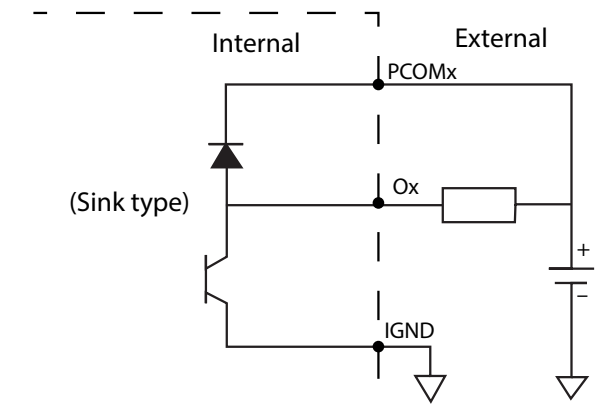 Internal
External
PCOMx
(Sink type)
Ox
+
−
IGND